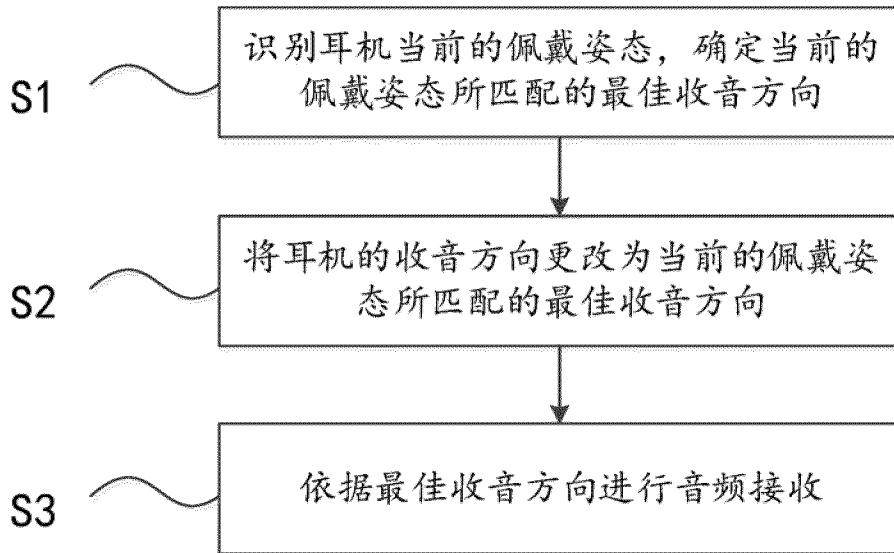 S1
识别耳机当前的佩戴姿态，确定当前的
佩戴姿态所匹配的最佳收音方向
S2
将耳机的收音方向更改为当前的佩戴姿
态所匹配的最佳收音方向
S3
依据最佳收音方向进行音频接收